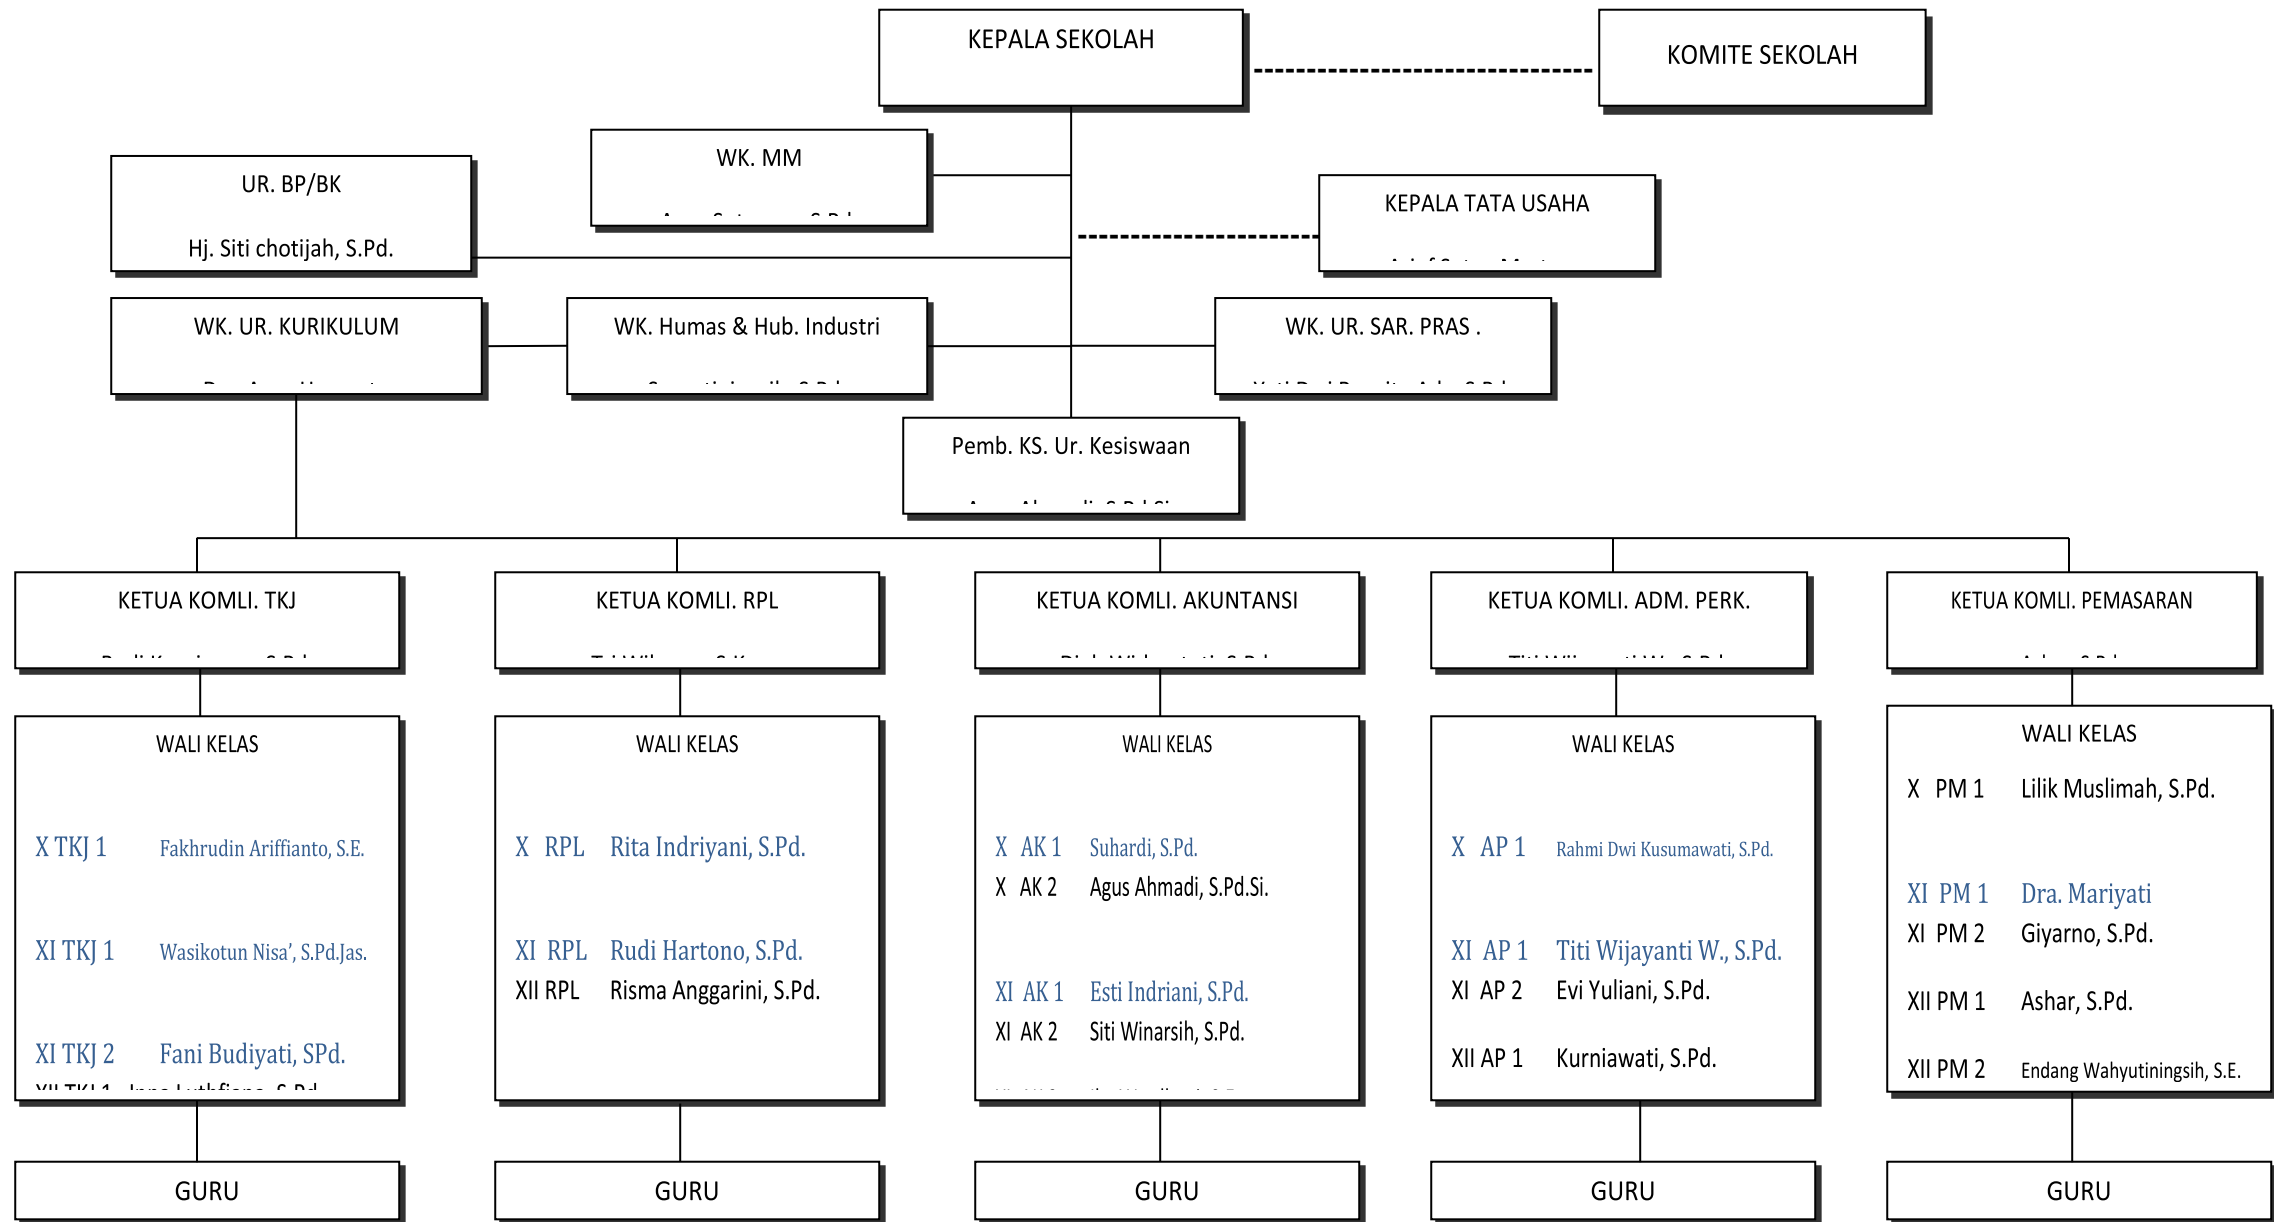 KEPALA SEKOLAH
KOMITE SEKOLAH
WK. MM
UR. BP/BK
Hj. Siti chotijah, S.Pd.
KEPALA TATA USAHA
WK. UR. KURIKULUM
WK. Humas & Hub. Industri
WK. UR. SAR. PRAS .
Pemb. KS. Ur. Kesiswaan
KETUA KOMLI. TKJ
KETUA KOMLI. RPL
KETUA KOMLI. AKUNTANSI
KETUA KOMLI. ADM. PERK.
KETUA KOMLI. PEMASARAN
WALI KELAS
X TKJ 1 Fakhrudin Ariffianto, S.E.
XI TKJ 1 Wasikotun Nisa’, S.Pd.Jas.
XI TKJ 2 Fani Budiyati, SPd.
WALI KELAS
X RPL Rita Indriyani, S.Pd.
XI RPL Rudi Hartono, S.Pd.
XII RPL Risma Anggarini, S.Pd.
WALI KELAS
X AK 1 Suhardi, S.Pd.
X AK 2 Agus Ahmadi, S.Pd.Si.
XI AK 1 Esti Indriani, S.Pd.
XI AK 2 Siti Winarsih, S.Pd.
WALI KELAS
X AP 1 Rahmi Dwi Kusumawati, S.Pd.
XI AP 1 Titi Wijayanti W., S.Pd.
XI AP 2 Evi Yuliani, S.Pd.
XII AP 1 Kurniawati, S.Pd.
WALI KELAS
X PM 1 Lilik Muslimah, S.Pd.
XI PM 1 Dra. Mariyati
XI PM 2 Giyarno, S.Pd.
XII PM 1 Ashar, S.Pd.
XII PM 2 Endang Wahyutiningsih, S.E.
GURU
GURU
GURU
GURU
GURU